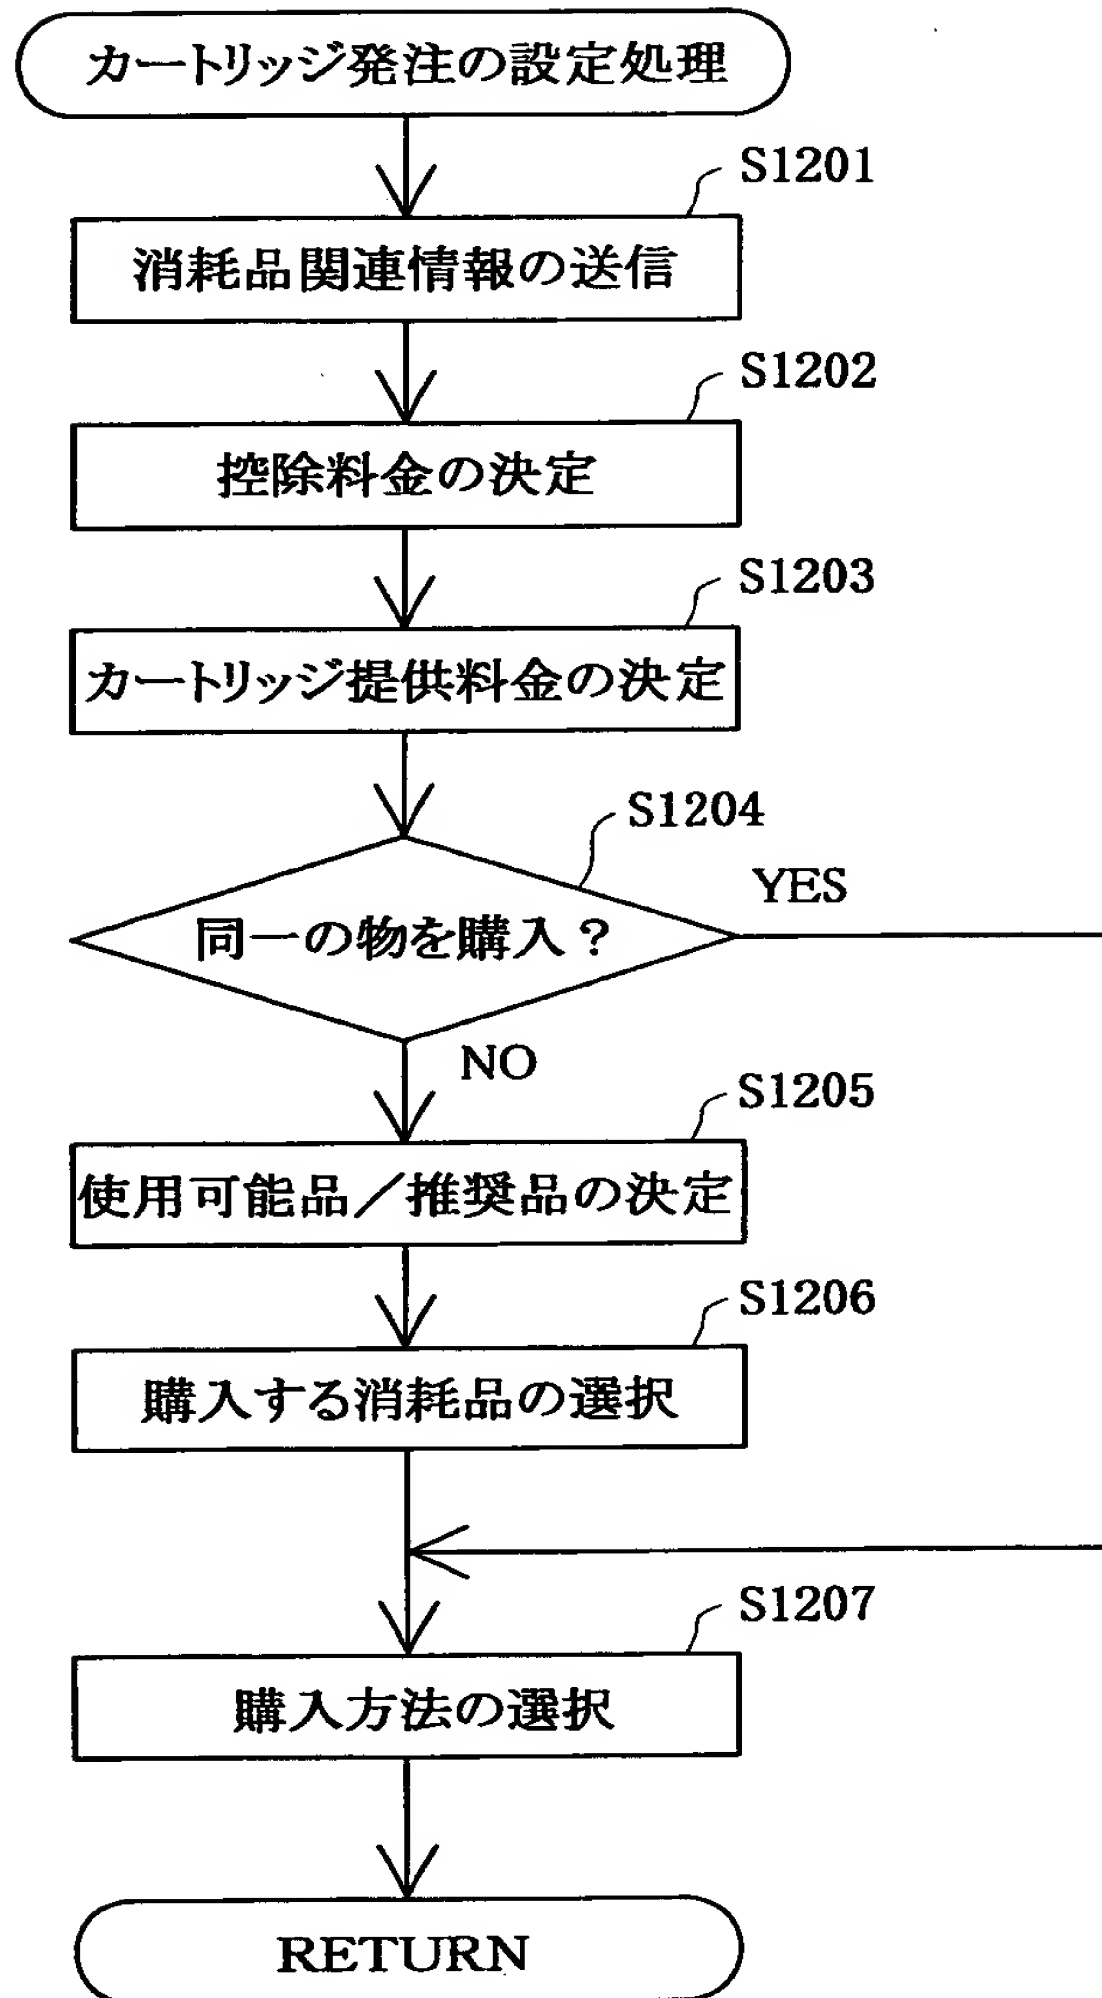 カートリッジ発注の設定処理
S1201
消耗品関連情報の送信
S1202
控除料金の決定
S1203
カートリッジ提供料金の決定
S1204
YES
同一の物を購入？
NO
S1205
使用可能品／推奨品の決定
S1206
購入する消耗品の選択
S1207
購入方法の選択
RETURN